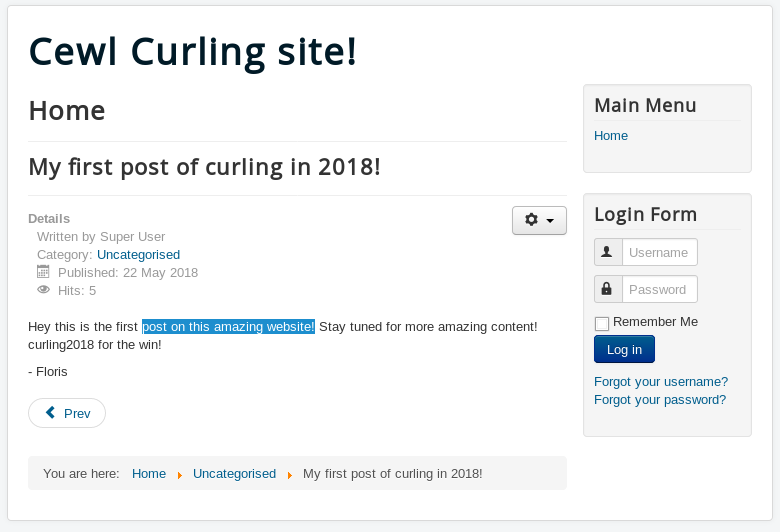 Cewl Curling site!
Home
My first post of curling in 2018!
Details
Written by Super User
Category: Uncategorised
Published: 22 May 2018
Hits: 5
Hey this is the first post on this amazing website! Stay tuned for more amazing content!
curling2018 for the win!
- Floris
Prev
You are here: Home Uncategorised My first post of curling in 2018!
Main Menu
Home
Login Form
Username
Password
Remember Me
Log in
Forgot your username?
Forgot your password?